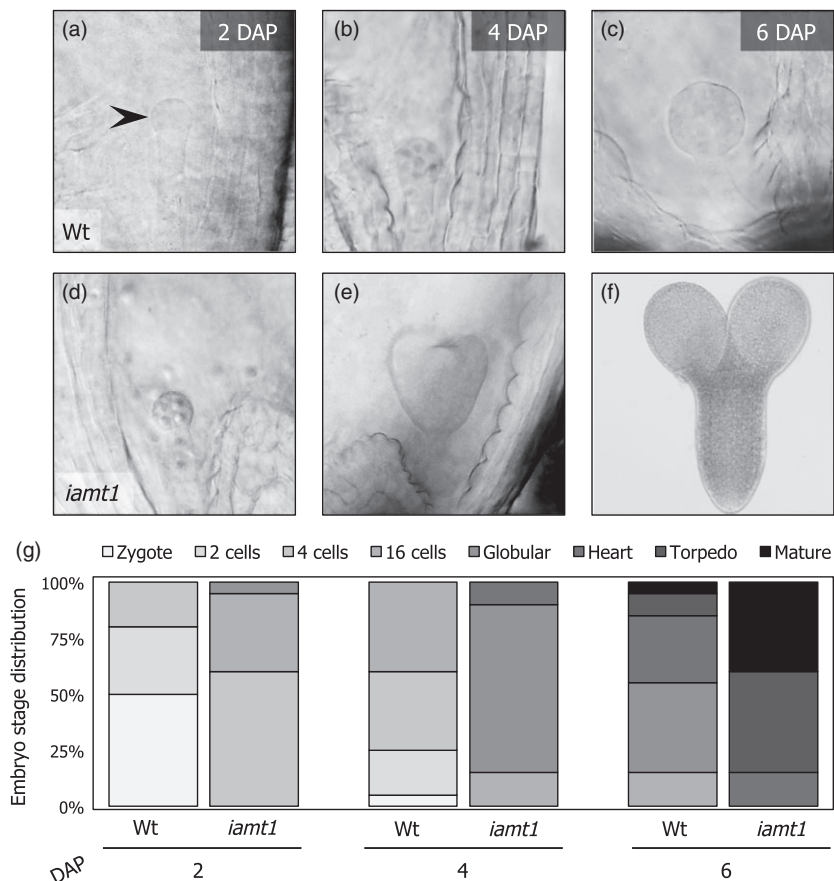 (a) 2 DAP
(b) 4 DAP
(c) 6 DAP
Wt
(d)
(e)
(f)
iamt1
(g)
Zygote 2 cells 4 cells 16 cells Globular Heart Torpedo Mature
Embryo stage distribution
100%
75%
50%
25%
0%
Wt iamt1 Wt iamt1 Wt iamt1
DAP 2 4 6